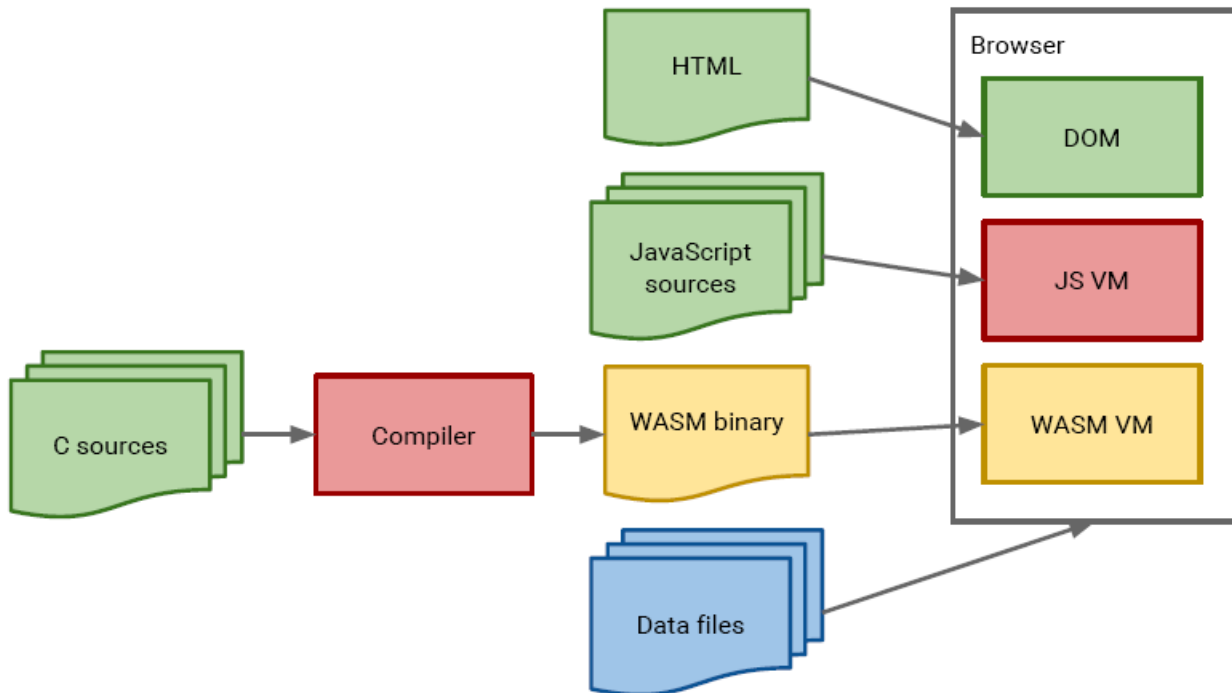 HTML
Browser
DOM
JavaScript
sources
JS VM
C sources
Compiler
WASM binary
WASM VM
Data files